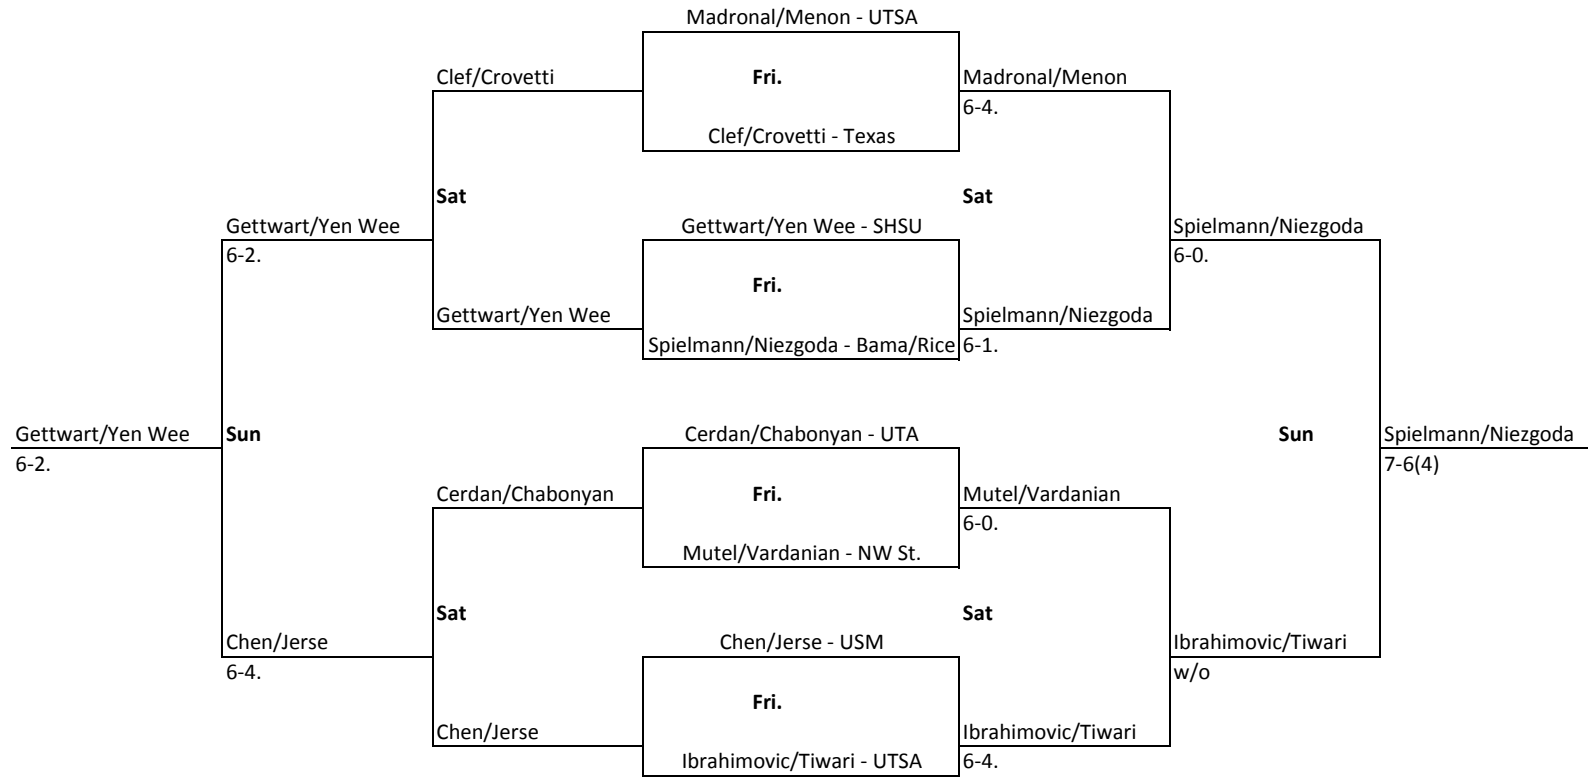 Madronal/Menon - UTSA
Clef/Crovetti
Fri.
Madronal/Menon
6-4.
Clef/Crovetti - Texas
Sat
Sat
Gettwart/Yen Wee
Gettwart/Yen Wee - SHSU
Spielmann/Niezgoda
6-2.
6-0.
Fri.
Gettwart/Yen Wee
Spielmann/Niezgoda
Spielmann/Niezgoda - Bama/Rice
6-1.
Gettwart/Yen Wee
Sun
Cerdan/Chabonyan - UTA
Sun
Spielmann/Niezgoda
6-2.
7-6(4)
Cerdan/Chabonyan
Fri.
Mutel/Vardanian
6-0.
Mutel/Vardanian - NW St.
Sat
Sat
Chen/Jerse
Chen/Jerse - USM
Ibrahimovic/Tiwari
6-4.
w/o
Fri.
Chen/Jerse
Ibrahimovic/Tiwari
Ibrahimovic/Tiwari - UTSA
6-4.